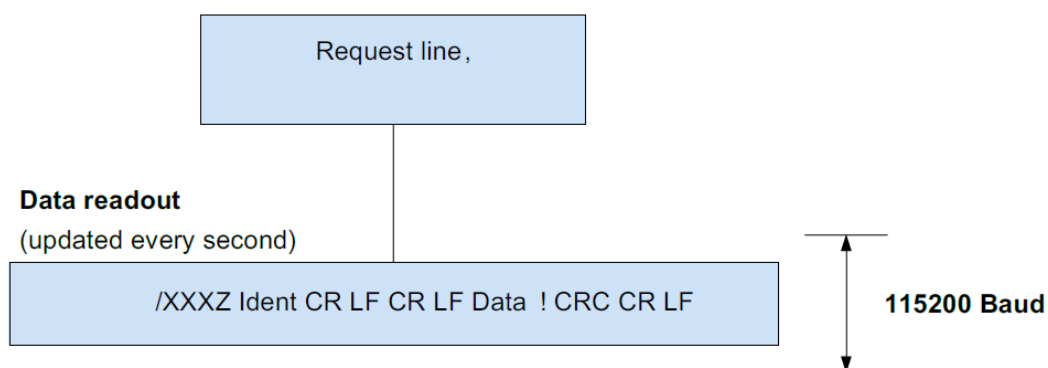 Request line,
Data readout
(updated every second)
/XXXZ Ident CR LF CR LF Data ! CRC CR LF
115200 Baud